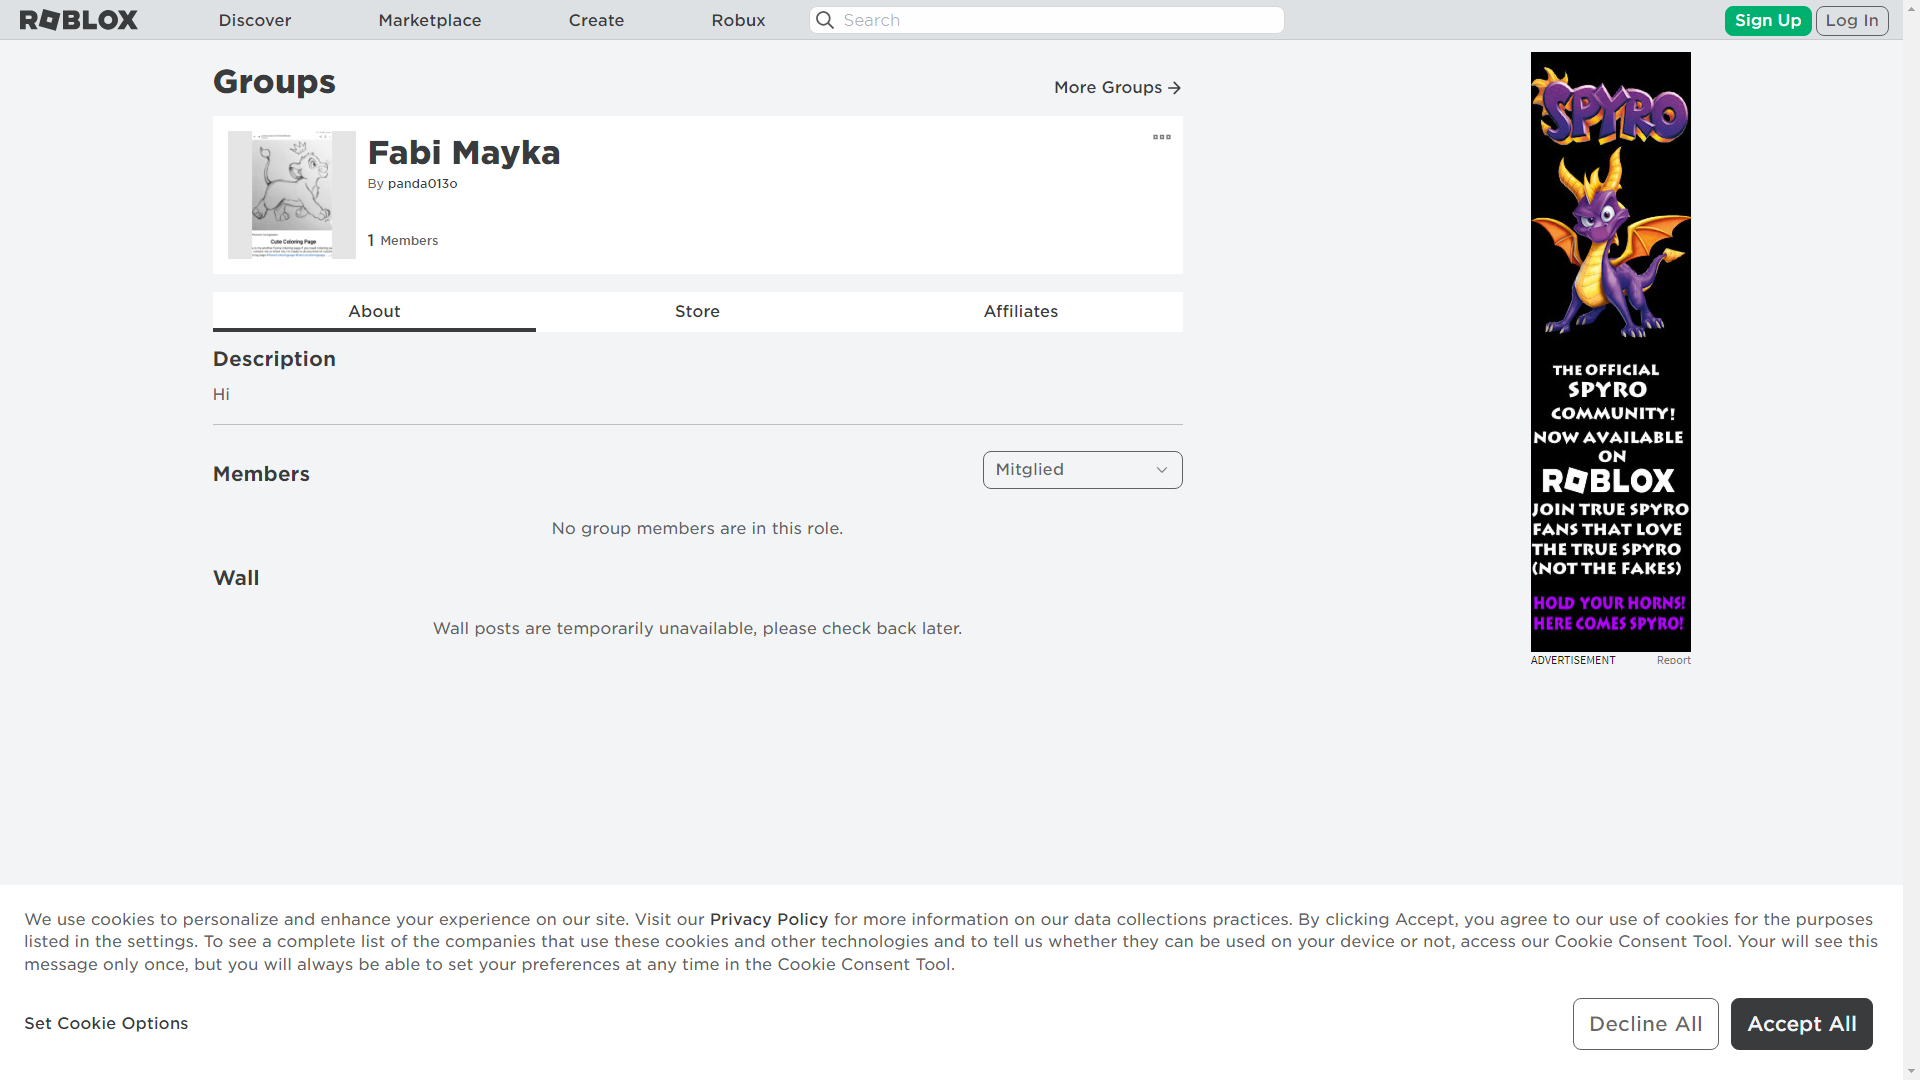 ROBLOX
Discover
Marketplace
Create
Robux
Search
Sign Up
Log In
Groups
More Groups
Fabi Mayka
By panda013o
1 Members
Cute Coloring Page
About
Store
Affiliates
Description
Hi
Members
Mitglied
No group members are in this role.
Wall
Wall posts are temporarily unavailable, please check back later.
SPYRO
THE OFFICIAL
SPYRO
COMMUNITY!
NOW AVAILABLE
ON
ROBLOX
JOIN TRUE SPYRO
FANS THAT LOVE
THE TRUE SPYRO
(NOT THE FAKES)
HOLD YOUR HORNS!
HERE COMES SPYRO!
ADVERTISEMENT
Report
We use cookies to personalize and enhance your experience on our site. Visit our Privacy Policy for more information on our data collections practices. By clicking Accept, you agree to our use of cookies for the purposes
listed in the settings. To see a complete list of the companies that use these cookies and other technologies and to tell us whether they can be used on your device or not, access our Cookie Consent Tool. Your will see this
message only once, but you will always be able to set your preferences at any time in the Cookie Consent Tool.
Set Cookie Options
Decline All
Accept All